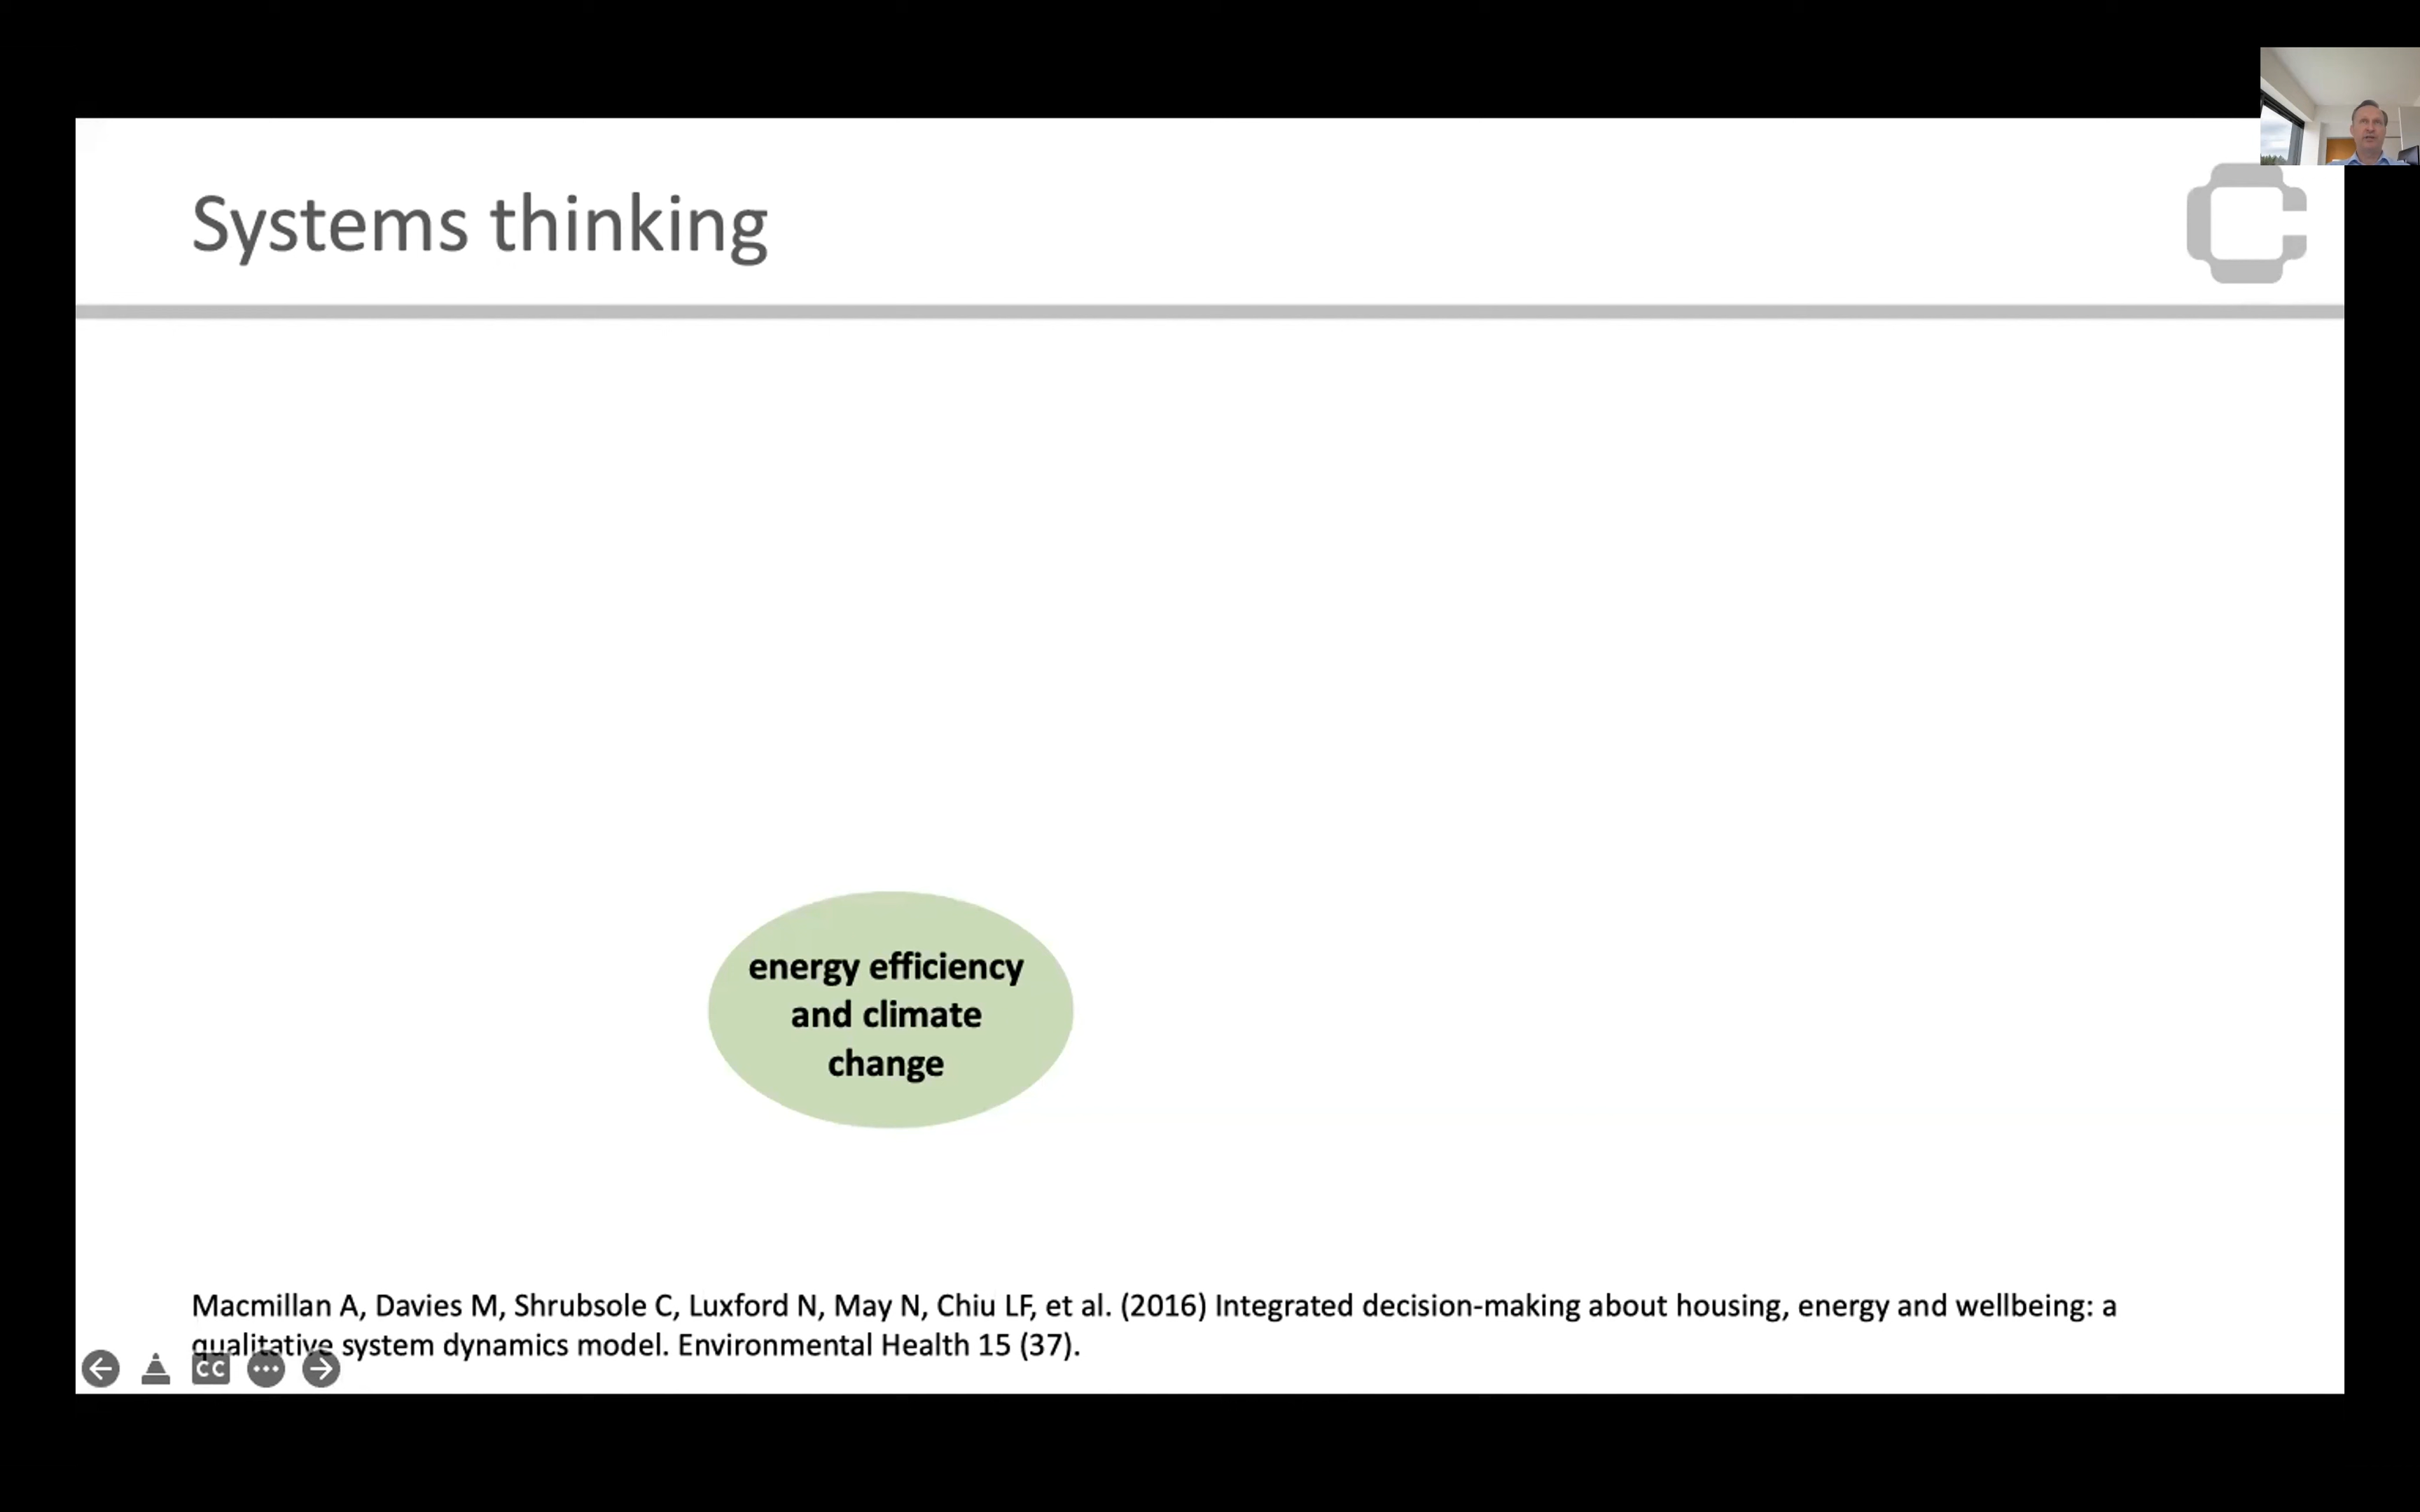 Systems thinking
energy efficiency
and climate
change
Macmillan A, Davies M, Shrubsole C, Luxford N, May N, Chiu LF, et al. (2016) Integrated decision-making about housing, energy and wellbeing: a
qualitative system dynamics model. Environmental Health 15 (37).
CC